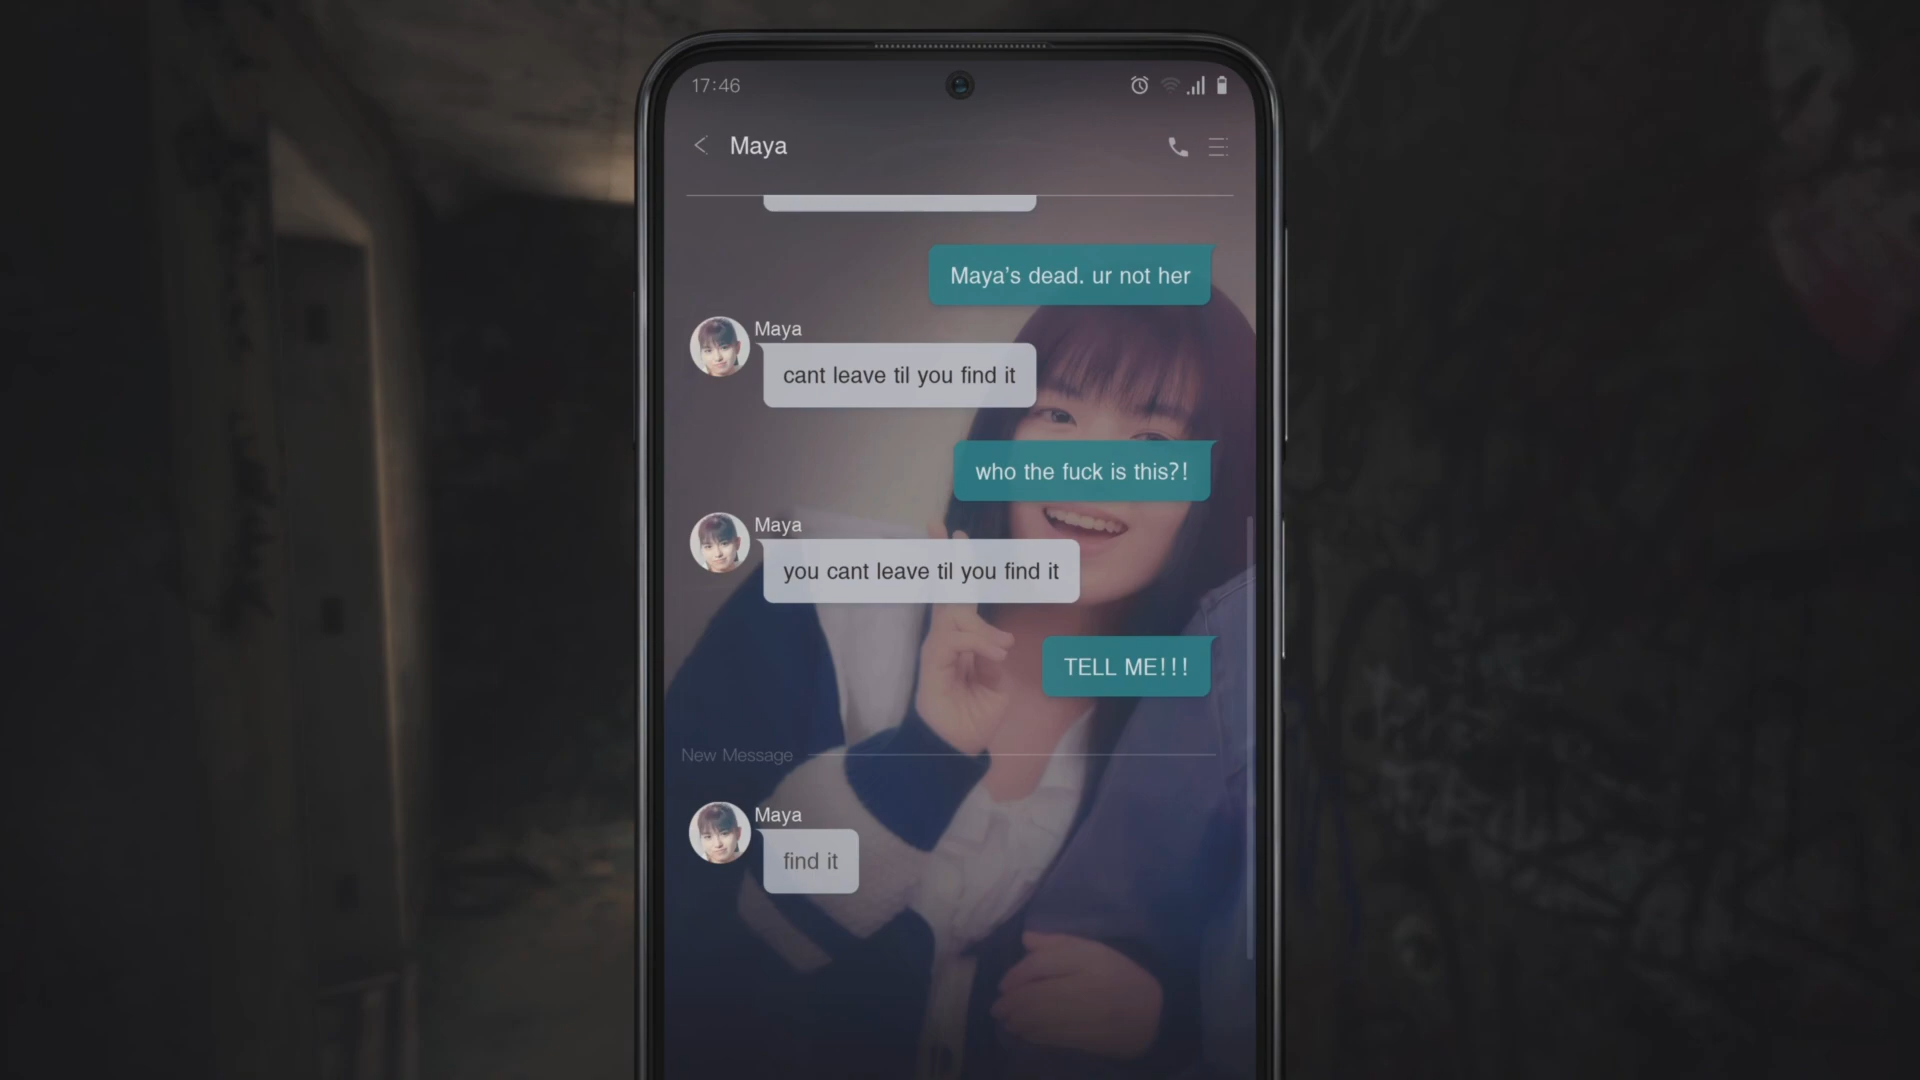 17:46
Maya
Maya's dead. ur not her
Maya
cant leave til you find it
who the fuck is this?!
Maya
you cant leave til you find it
TELL ME!!!
New Message
Maya
find it